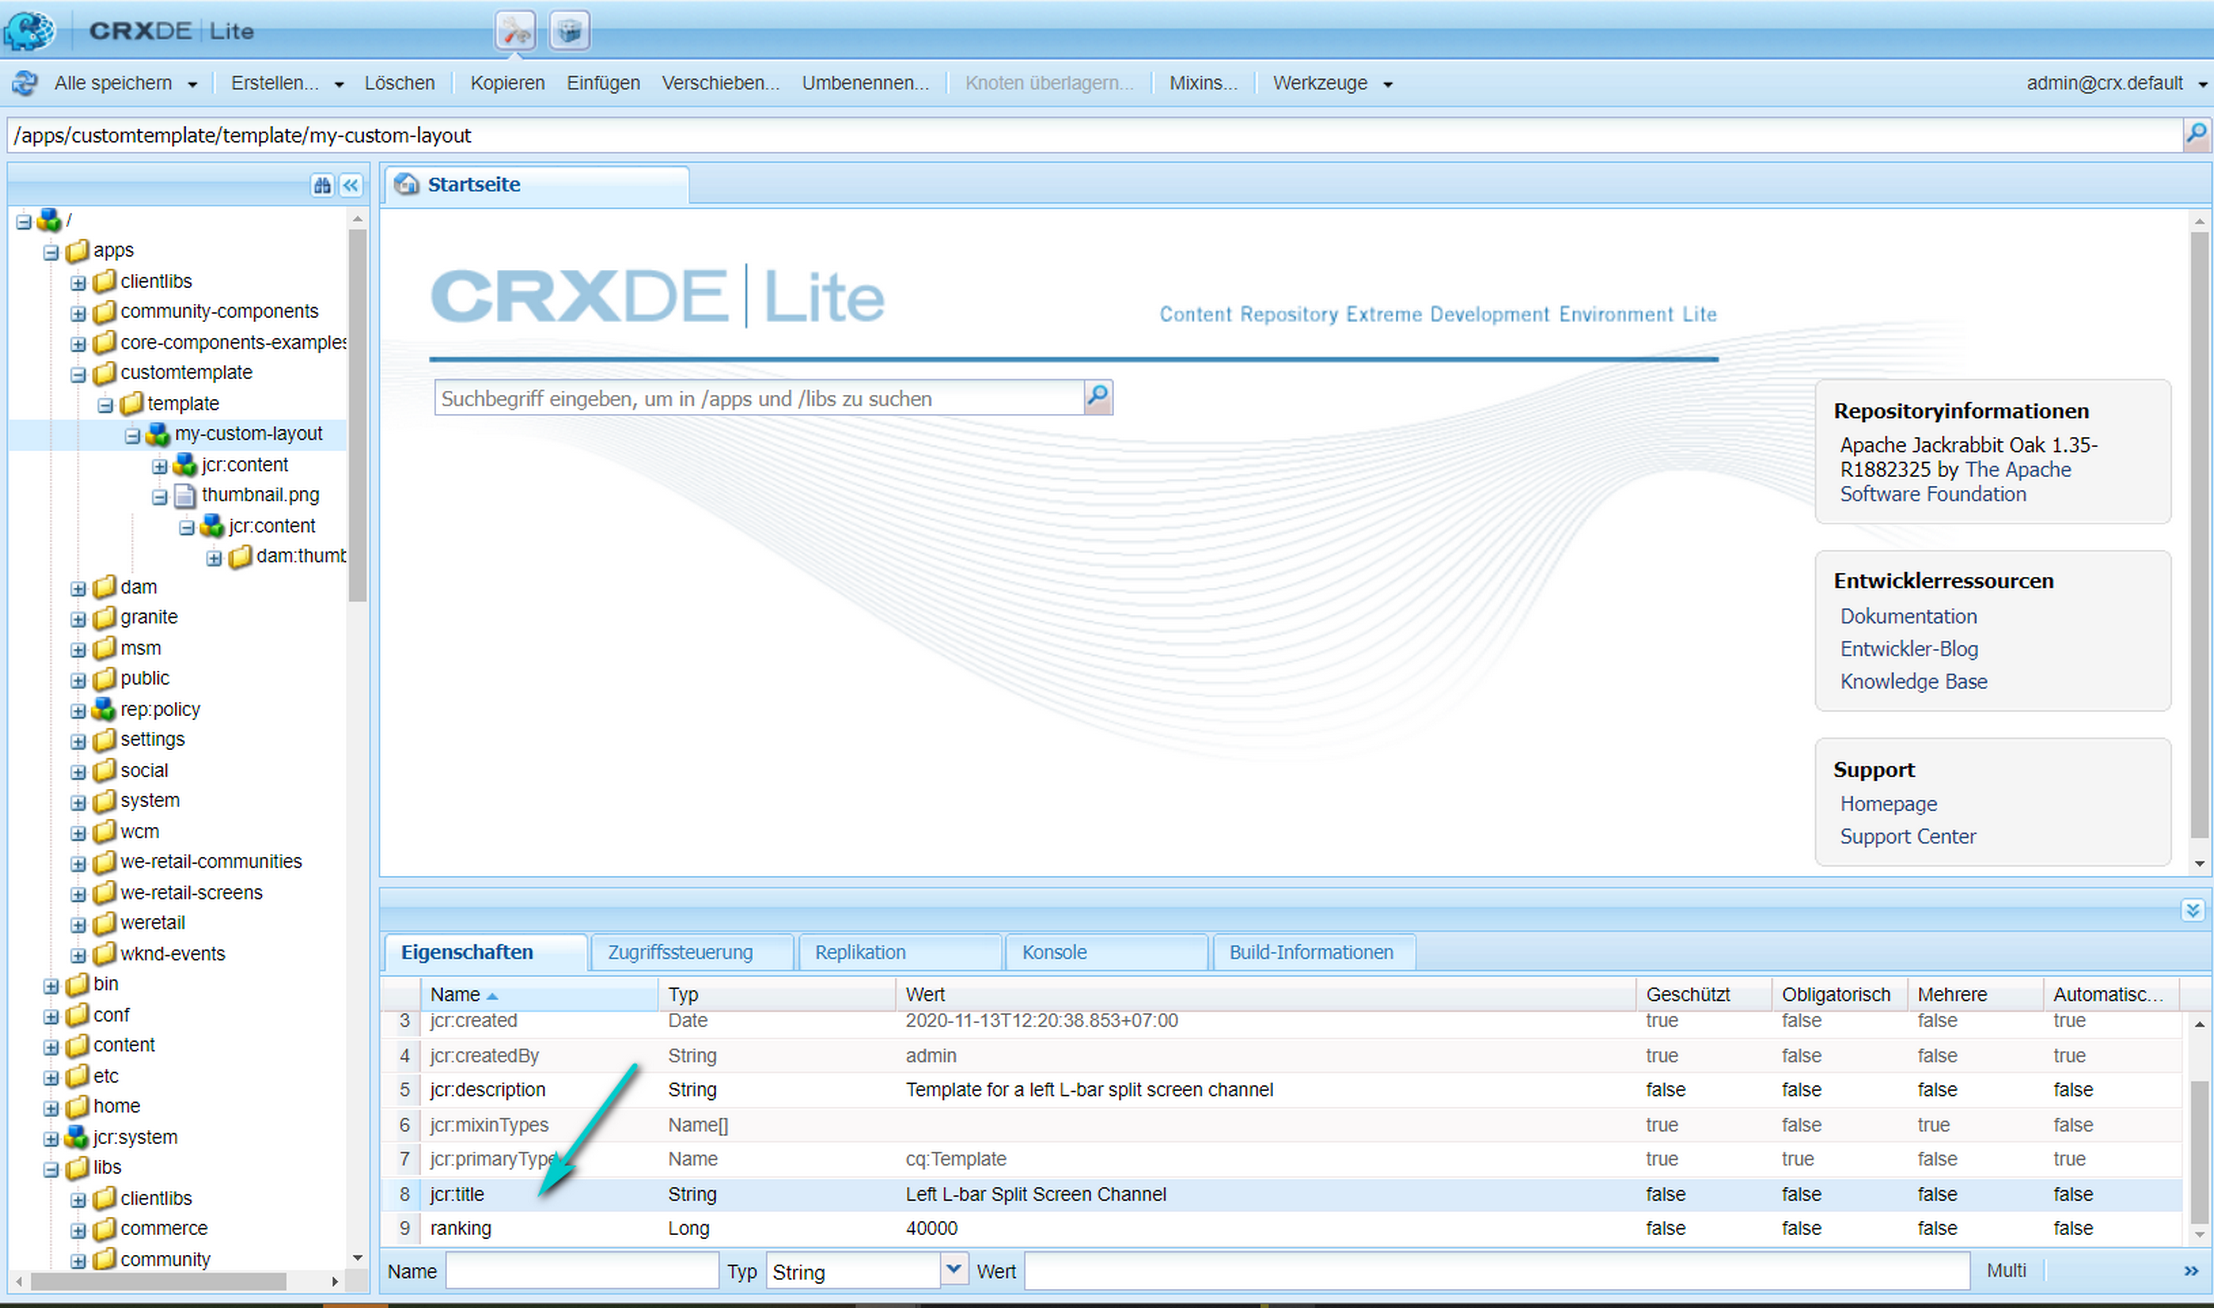 CRXDE | Lite
Alle speichern Erstellen... Löschen Kopieren Einfügen Verschieben... Umbenennen... Knoten überlagern... Mixins... Werkzeuge admin@crx.default
/apps/customtemplate/template/my-custom-layout
/
apps
clientlibs
community-components
core-components-examples
customtemplate
template
my-custom-layout
jcr:content
thumbnail.png
jcr:content
dam:thumb
dam
granite
msm
public
rep:policy
settings
social
system
wcm
we-retail-communities
we-retail-screens
weretail
wknd-events
bin
conf
content
etc
home
jcr:system
libs
clientlibs
commerce
community
Startseite
CRXDE | Lite
Content Repository Extreme Development Environment Lite
Suchbegriff eingeben, um in /apps und /libs zu suchen
Repositoryinformationen
Apache Jackrabbit Oak 1.35-
R1882325 by The Apache
Software Foundation
Entwicklerressourcen
Dokumentation
Entwickler-Blog
Knowledge Base
Support
Homepage
Support Center
Eigenschaften Zugriffssteuerung Replikation Konsole Build-Informationen
Name Typ Wert Geschützt Obligatorisch Mehrere Automatisc...
3 jcr:created Date 2020-11-13T12:20:38.853+07:00 true false false true
4 jcr:createdBy String admin true false false true
5 jcr:description String Template for a left L-bar split screen channel false false false false
6 jcr:mixinTypes Name[] true false true false
7 jcr:primaryType Name cq:Template true true false true
8 jcr:title String Left L-bar Split Screen Channel false false false false
9 ranking Long 40000 false false false false
Name Typ String Wert Multi